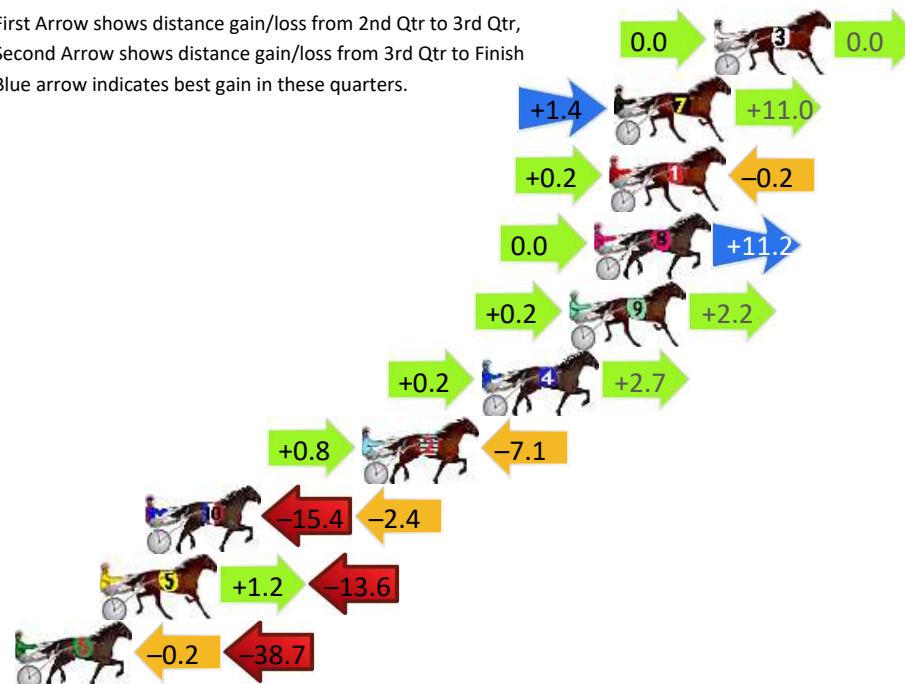 First Arrow shows distance gain/loss from 2nd Qtr to 3rd Qtr,
Second Arrow shows distance gain/loss from 3rd Qtr to Finish
Blue arrow indicates best gain in these quarters.
0.0 3 0.0
+1.4 7 +11.0
+0.2 1 –0.2
0.0 8 +11.2
+0.2 9 +2.2
+0.2 4 +2.7
+0.8 2 –7.1
10 –15.4 –2.4
5 +1.2 –13.6
6 –0.2 –38.7